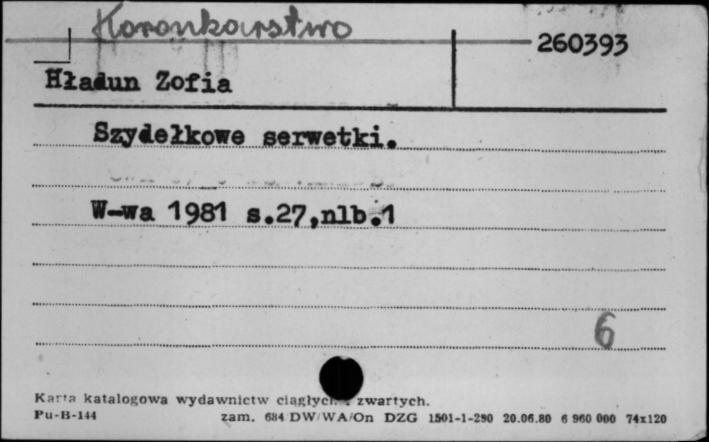 Koronkarstwo
260393
Hładun Zofia
Szydełkowe serwetki.
W-wa 1981 s.27,nlb.1
6
Karta katalogowa wydawnictw ciągłych i zwartych.
Pu-B-144 zam. 684 DW/WA/On DZG 1501-1-290 20.06.80 6 960 000 74x120